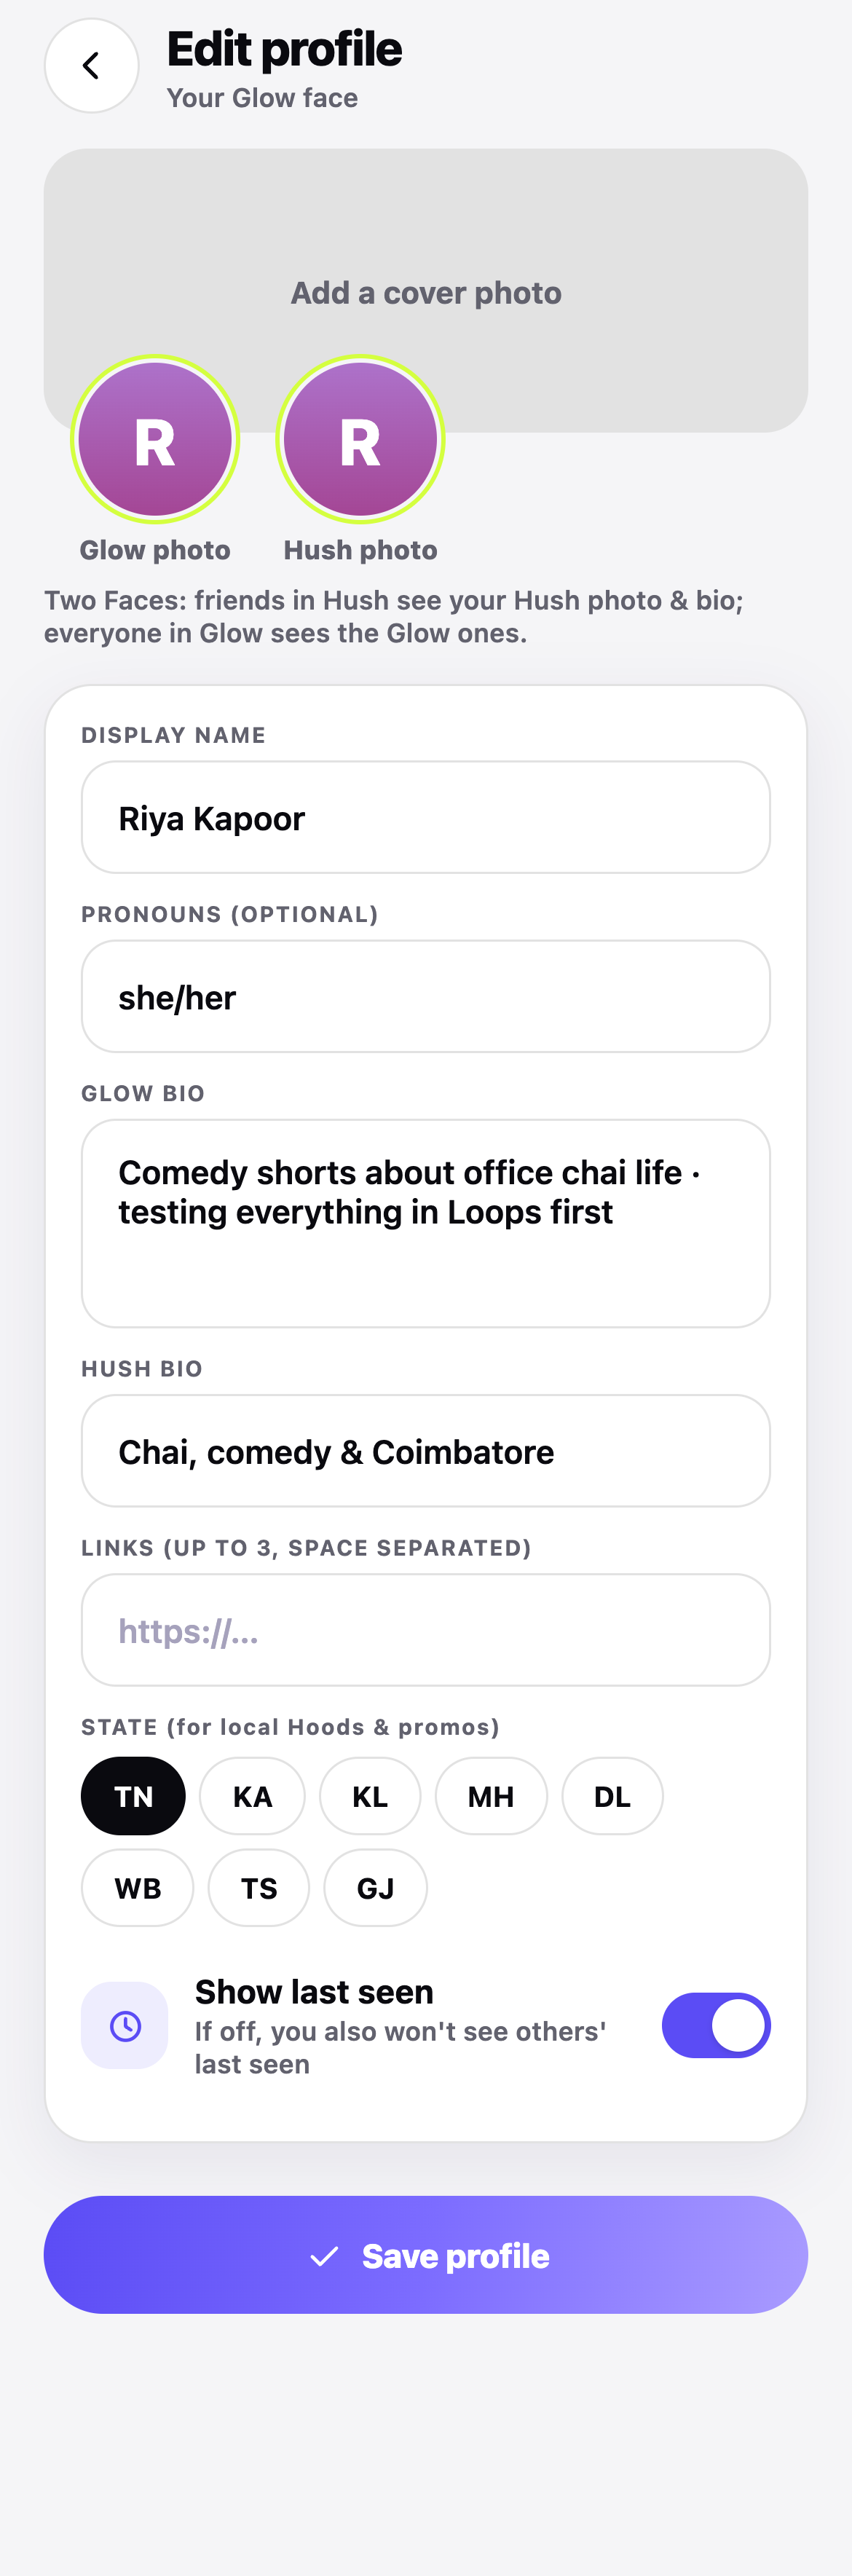 Edit profile
Your Glow face
Add a cover photo
R
R
Glow photo
Hush photo
Two Faces: friends in Hush see your Hush photo & bio;
everyone in Glow sees the Glow ones.
DISPLAY NAME
Riya Kapoor
PRONOUNS (OPTIONAL)
she/her
GLOW BIO
Comedy shorts about office chai life ·
testing everything in Loops first
HUSH BIO
Chai, comedy & Coimbatore
LINKS (UP TO 3, SPACE SEPARATED)
https://...
STATE (for local Hoods & promos)
TN KA KL MH DL
WB TS GJ
Show last seen
If off, you also won't see others'
last seen
Save profile